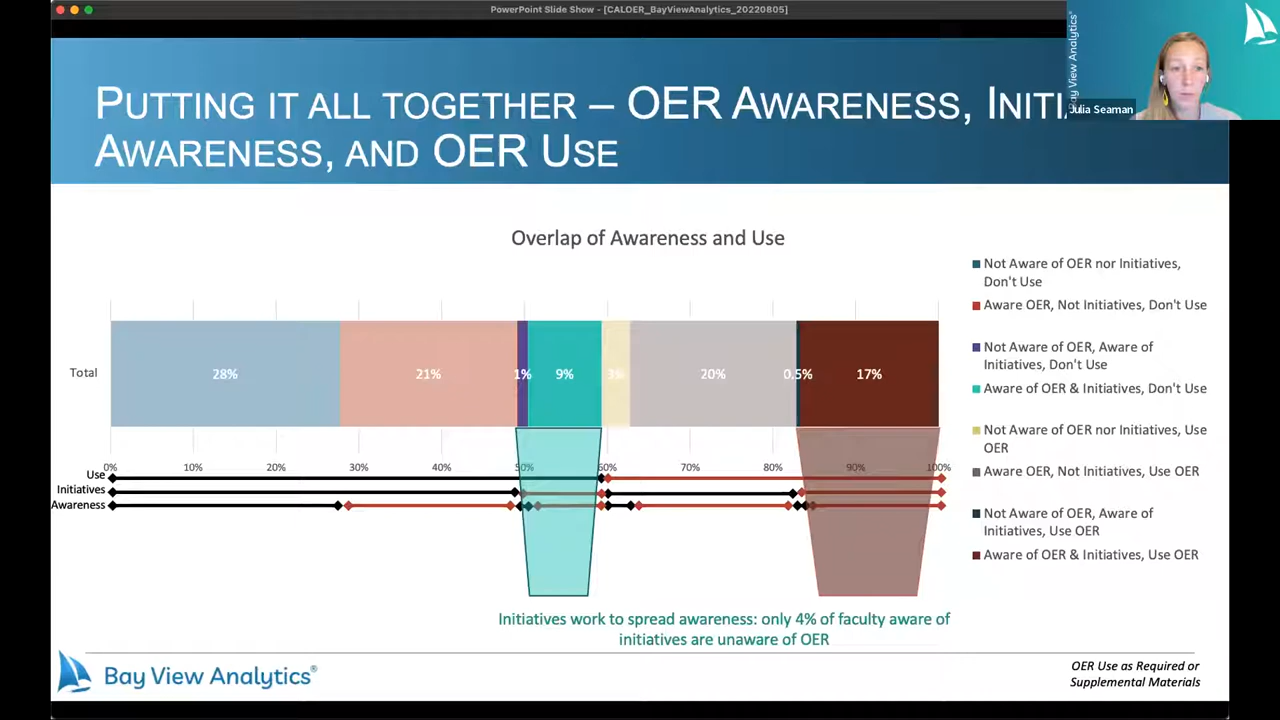 PowerPoint Slide Show - [CALDER_BayViewAnalytics_20220805]
Bay View Analytics®
Julia Seaman
PUTTING IT ALL TOGETHER – OER AWARENESS, INITI
AWARENESS, AND OER USE
Overlap of Awareness and Use
Total
28%
21%
1%
9%
3%
20%
0.5%
17%
0%
10%
20%
30%
40%
50%
60%
70%
80%
90%
100%
Use
Initiatives
Awareness
Not Aware of OER nor Initiatives,
Don't Use
Aware OER, Not Initiatives, Don't Use
Not Aware of OER, Aware of
Initiatives, Don't Use
Aware of OER & Initiatives, Don't Use
Not Aware of OER nor Initiatives, Use
OER
Aware OER, Not Initiatives, Use OER
Not Aware of OER, Aware of
Initiatives, Use OER
Aware of OER & Initiatives, Use OER
Initiatives work to spread awareness: only 4% of faculty aware of
initiatives are unaware of OER
Bay View Analytics®
OER Use as Required or
Supplemental Materials